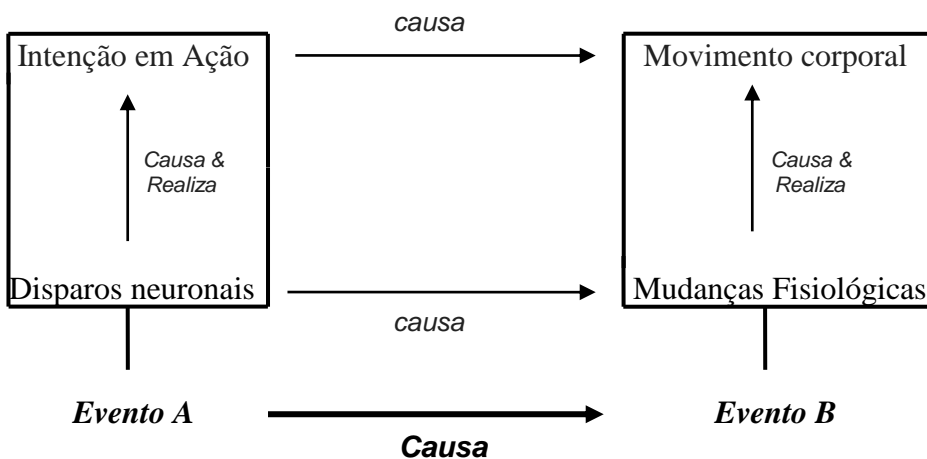 causa
Intenção em Ação
Movimento corporal
Causa &
Realiza
Causa &
Realiza
Disparos neuronais
Mudanças Fisiológicas
causa
Evento A
Evento B
Causa